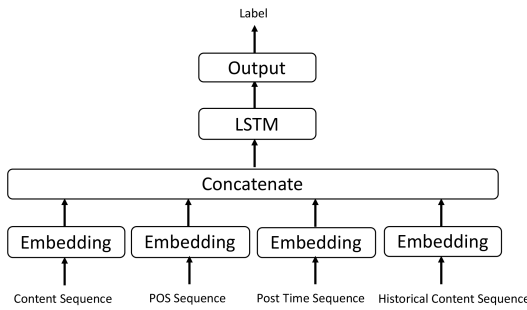 Label
Output
LSTM
Concatenate
Embedding Embedding Embedding Embedding
Content Sequence POS Sequence Post Time Sequence Historical Content Sequence